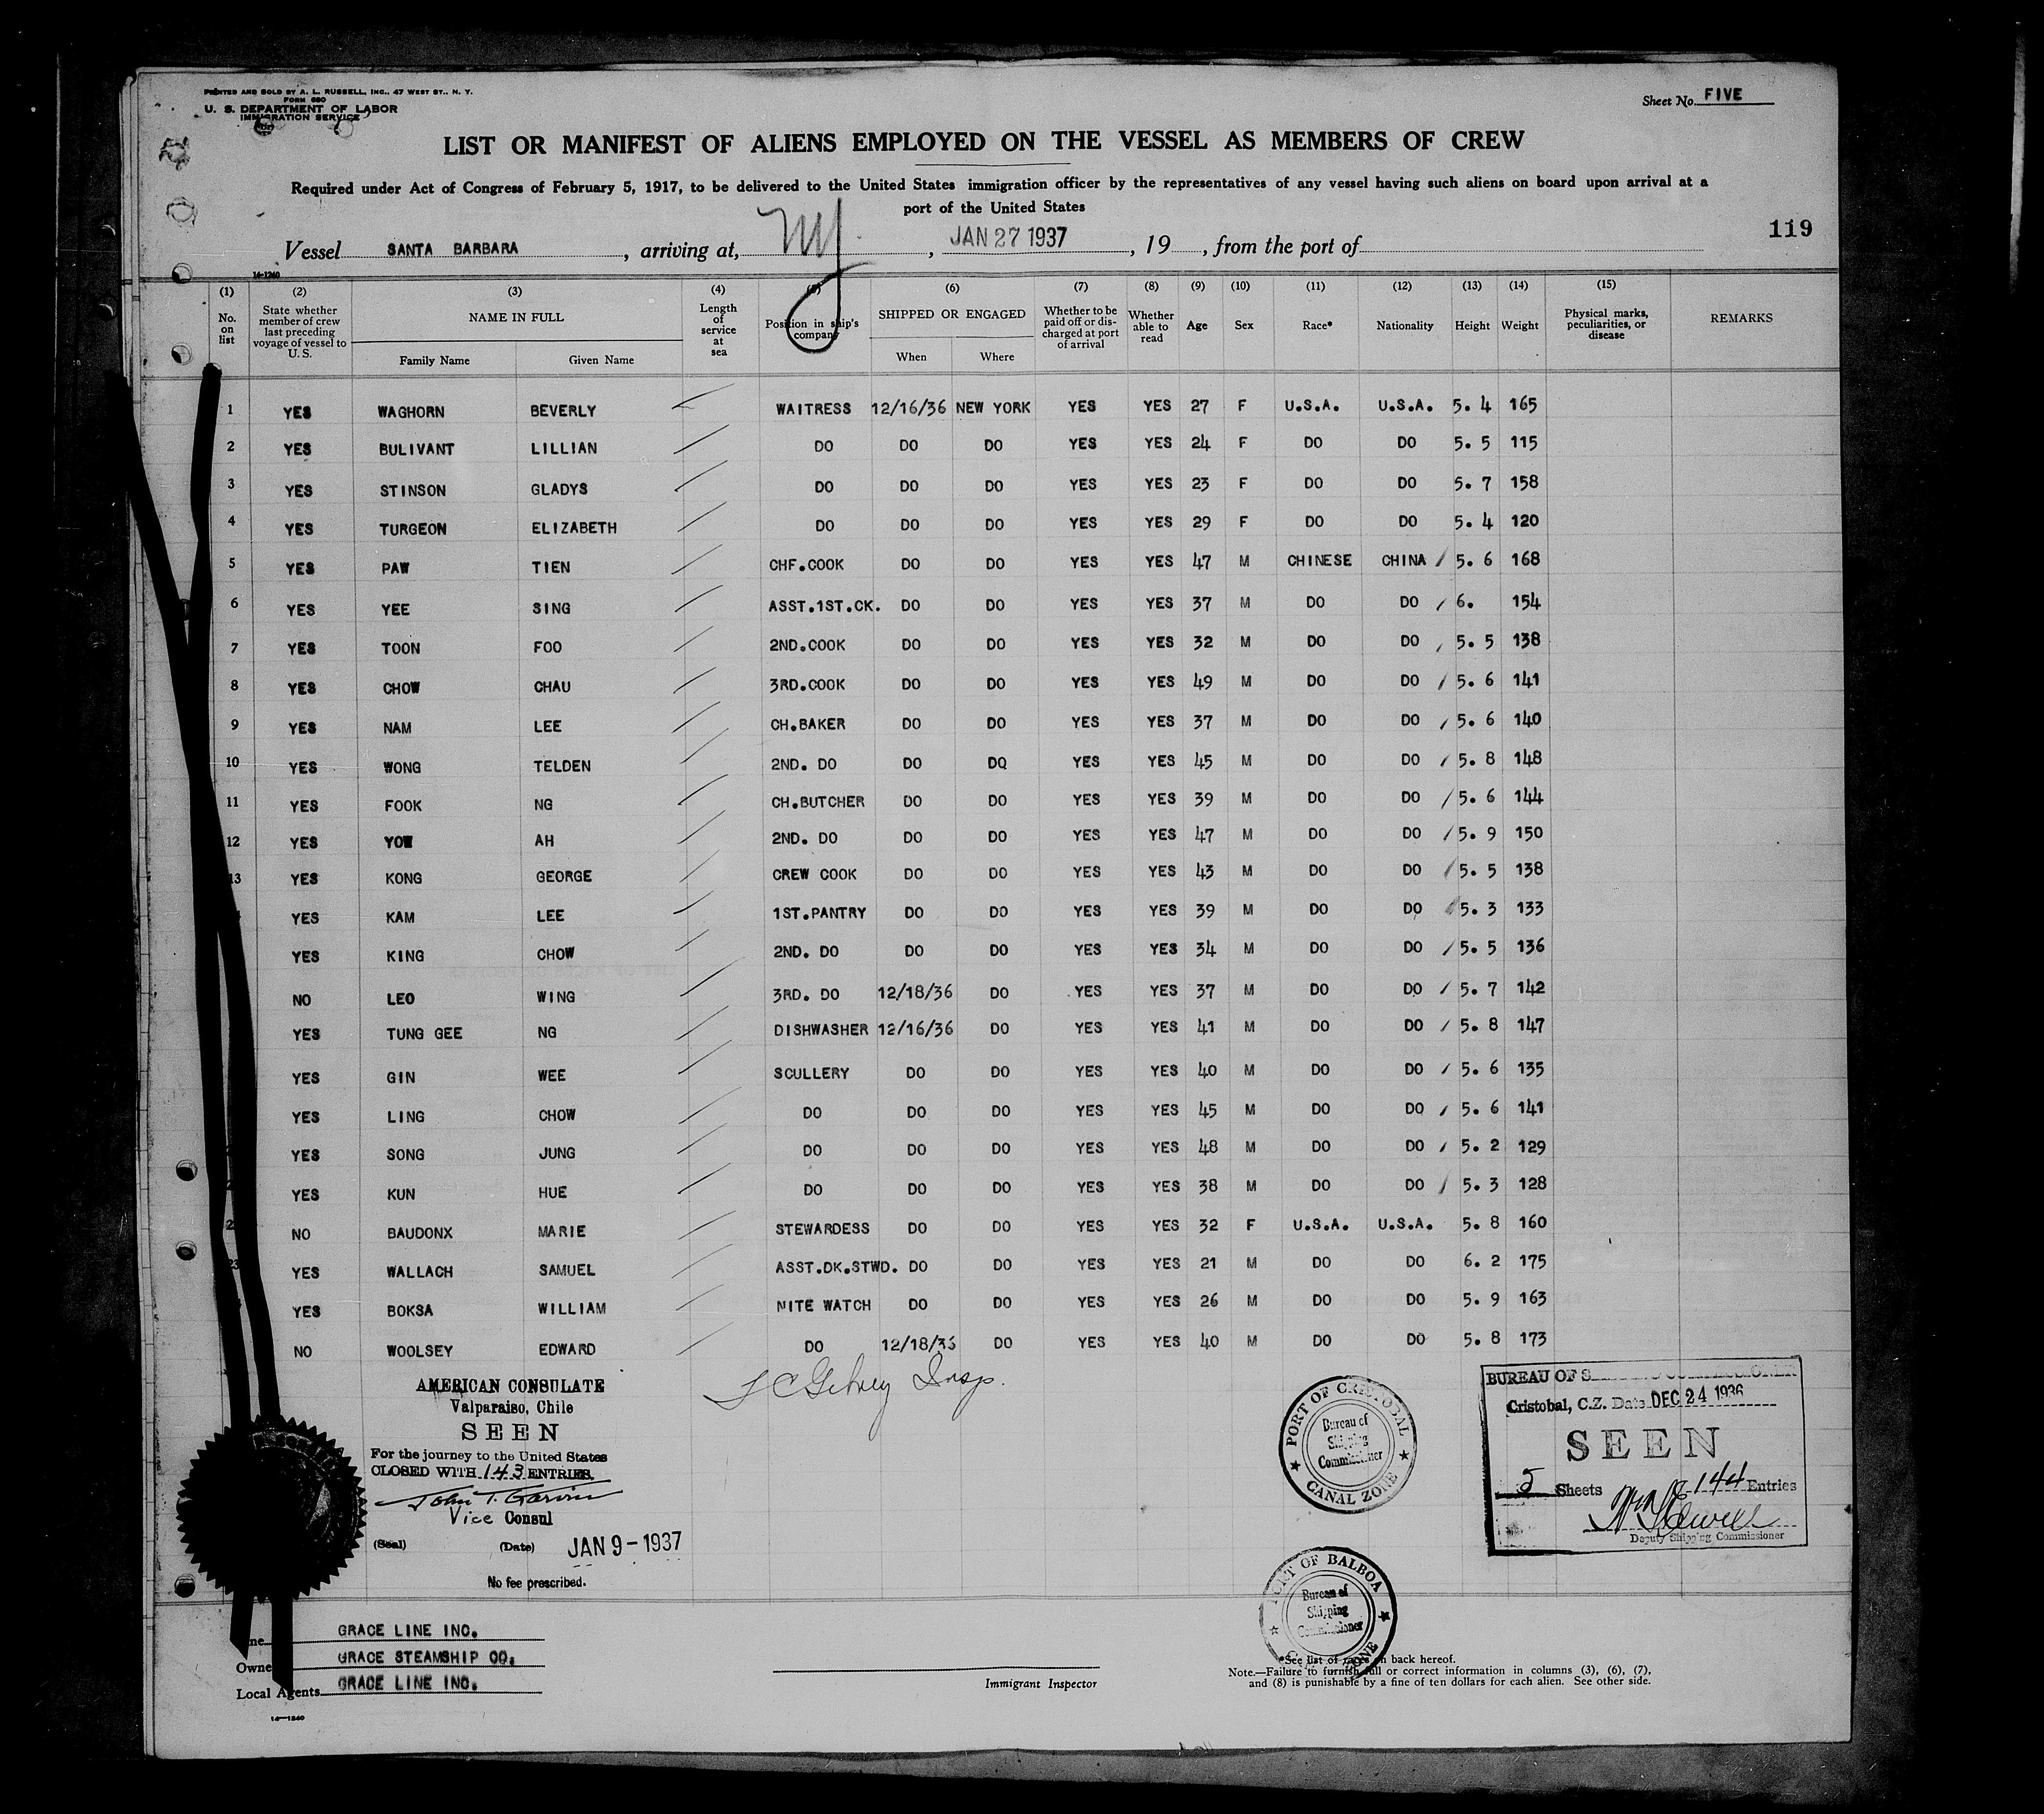 PRINTED AND SOLD BY A. L. RUSSELL, INC., 47 WEST ST., N. Y.
FORM 680
U. S. DEPARTMENT OF LABOR
IMMIGRATION SERVICE
Sheet No. FIVE
LIST OR MANIFEST OF ALIENS EMPLOYED ON THE VESSEL AS MEMBERS OF CREW
Required under Act of Congress of February 5, 1917, to be delivered to the United States immigration officer by the representatives of any vessel having such aliens on board upon arrival at a
port of the United States
119
Vessel SANTA BARBARA, arriving at, NY, JAN 27 1937, 19, from the port of
14-1240
(1) No. on list
(2) State whether member of crew last preceding voyage of vessel to U. S.
(3) NAME IN FULL Family Name Given Name
(4) Length of service at sea
(5) Position in ship's company
(6) SHIPPED OR ENGAGED When Where
(7) Whether to be paid off or discharged at port of arrival
(8) Whether able to read
(9) Age
(10) Sex
(11) Race*
(12) Nationality
(13) Height
(14) Weight
(15) Physical marks, peculiarities, or disease
REMARKS
1 YES WAGHORN BEVERLY WAITRESS 12/16/36 NEW YORK YES YES 27 F U.S.A. U.S.A. 5. 4 165
2 YES BULIVANT LILLIAN DO DO DO YES YES 24 F DO DO 5. 5 115
3 YES STINSON GLADYS DO DO DO YES YES 23 F DO DO 5. 7 158
4 YES TURGEON ELIZABETH DO DO DO YES YES 29 F DO DO 5. 4 120
5 YES PAW TIEN CHF.COOK DO DO YES YES 47 M CHINESE CHINA 5. 6 168
6 YES YEE SING ASST.1ST.CK. DO DO YES YES 37 M DO DO 6. 154
7 YES TOON FOO 2ND.COOK DO DO YES YES 32 M DO DO 5. 5 138
8 YES CHOW CHAU 3RD.COOK DO DO YES YES 49 M DO DO 5. 6 141
9 YES NAM LEE CH.BAKER DO DO YES YES 37 M DO DO 5. 6 140
10 YES WONG TELDEN 2ND. DO DO DO YES YES 45 M DO DO 5. 8 148
11 YES FOOK NG CH.BUTCHER DO DO YES YES 39 M DO DO 5. 6 144
12 YES YOW AH 2ND. DO DO DO YES YES 47 M DO DO 5. 9 150
13 YES KONG GEORGE CREW COOK DO DO YES YES 43 M DO DO 5. 5 138
YES KAM LEE 1ST.PANTRY DO DO YES YES 39 M DO DO 5. 3 133
YES KING CHOW 2ND. DO DO DO YES YES 34 M DO DO 5. 5 136
NO LEO WING 3RD. DO 12/18/36 DO YES YES 37 M DO DO 5. 7 142
YES TUNG GEE NG DISHWASHER 12/16/36 DO YES YES 41 M DO DO 5. 8 147
YES GIN WEE SCULLERY DO DO YES YES 40 M DO DO 5. 6 135
YES LING CHOW DO DO DO YES YES 45 M DO DO 5. 6 141
YES SONG JUNG DO DO DO YES YES 48 M DO DO 5. 2 129
YES KUN HUE DO DO DO YES YES 38 M DO DO 5. 3 128
NO BAUDONX MARIE STEWARDESS DO DO YES YES 32 F U.S.A. U.S.A. 5. 8 160
YES WALLACH SAMUEL ASST.DK.STWD. DO DO YES YES 21 M DO DO 6. 2 175
YES BOKSA WILLIAM NITE WATCH DO DO YES YES 26 M DO DO 5. 9 163
NO WOOLSEY EDWARD DO 12/18/36 DO YES YES 40 M DO DO 5. 8 173
Insp.
AMERICAN CONSULATE
Valparaiso, Chile
SEEN
For the journey to the United States
CLOSED WITH 143 ENTRIES.
John T. Garvin
Vice Consul
(Seal) (Date) JAN 9 - 1937
No fee prescribed.
PORT OF CRISTOBAL
Bureau of
Shipping
Commissioner
CANAL ZONE
BUREAU OF
Cristobal, C.Z. Date DEC 24 1936
SEEN
5 Sheets 144 Entries
Deputy Shipping Commissioner
PORT OF BALBOA
Bureau of
Shipping
Commissioner
ZONE
GRACE LINE INC.
Owne GRACE STEAMSHIP CO.
Local Agents GRACE LINE INC.
14-1240
Immigrant Inspector
*See list of races on back hereof.
Note.—Failure to furnish full or correct information in columns (3), (6), (7),
and (8) is punishable by a fine of ten dollars for each alien. See other side.